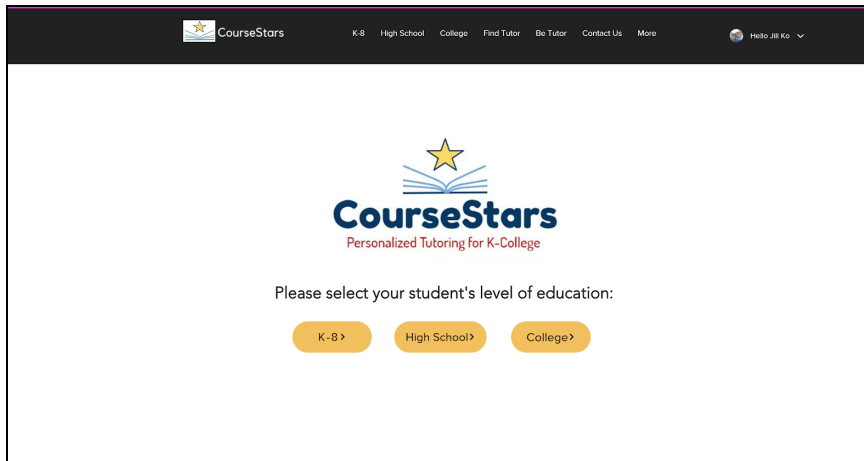 CourseStars K-8 High School College Find Tutor Be Tutor Contact Us More Hello Jill Ko
CourseStars
Personalized Tutoring for K-College
Please select your student's level of education:
K-8> High School> College>